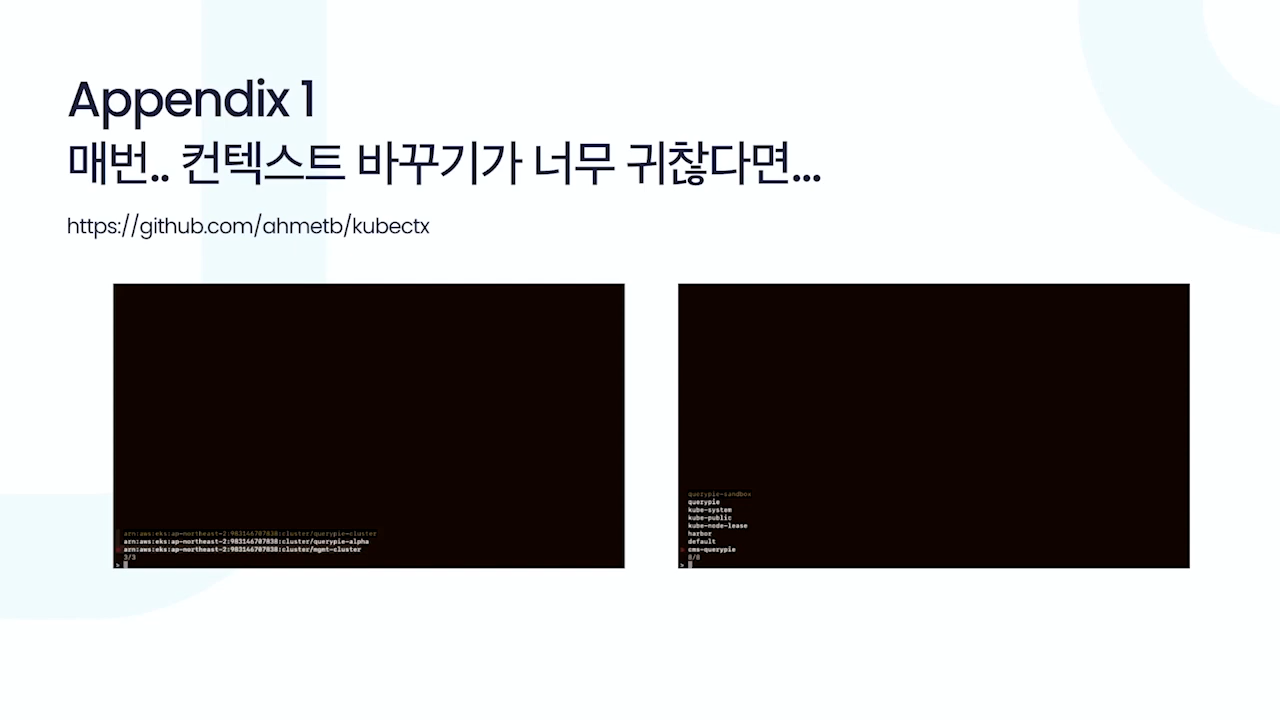 Appendix 1
매번.. 컨텍스트 바꾸기가 너무 귀찮다면...
https://github.com/ahmetb/kubectx
arn:aws:eks:ap-northeast-2:983146707838:cluster/querypie-cluster
arn:aws:eks:ap-northeast-2:983146707838:cluster/querypie-alpha
arn:aws:eks:ap-northeast-2:983146707838:cluster/mgmt-cluster
3/3
>
querypie-sandbox
querypie
kube-system
kube-public
kube-node-lease
harbor
default
> cms-querypie
8/8
>